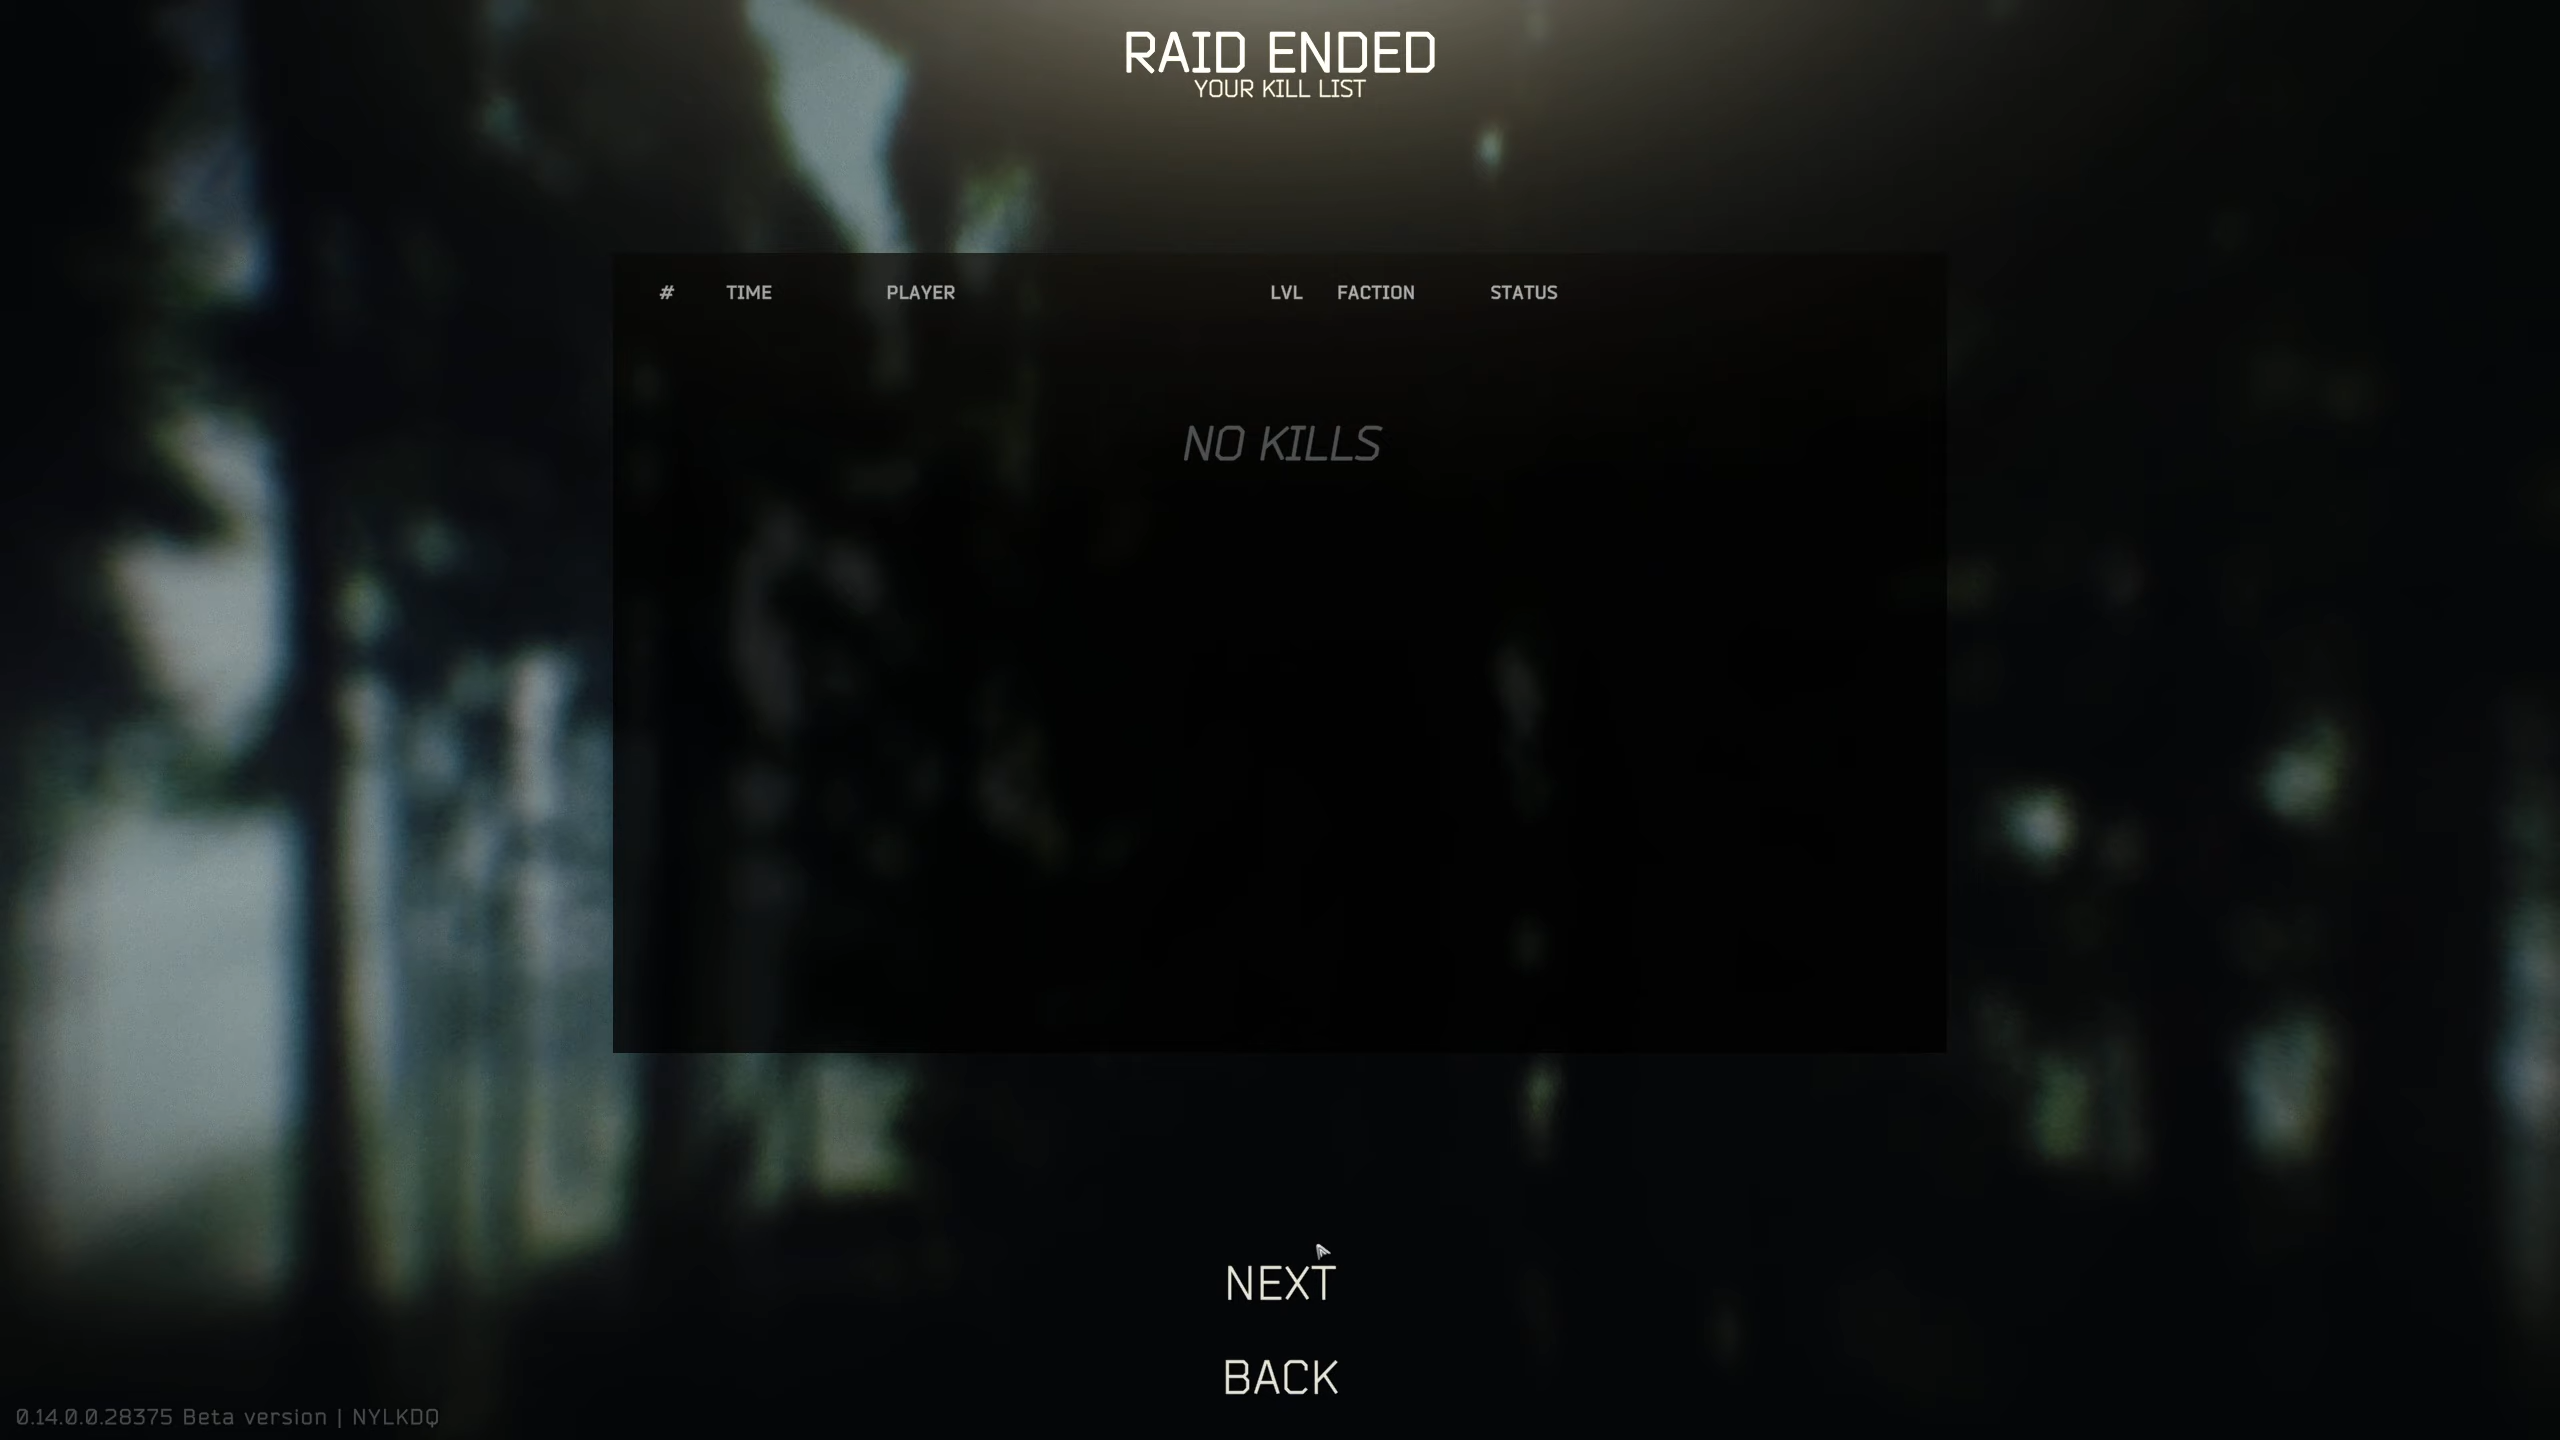 RAID ENDED
YOUR KILL LIST
# TIME PLAYER LVL FACTION STATUS
NO KILLS
NEXT
BACK
0.14.0.0.28375 Beta version | NYLKDQ